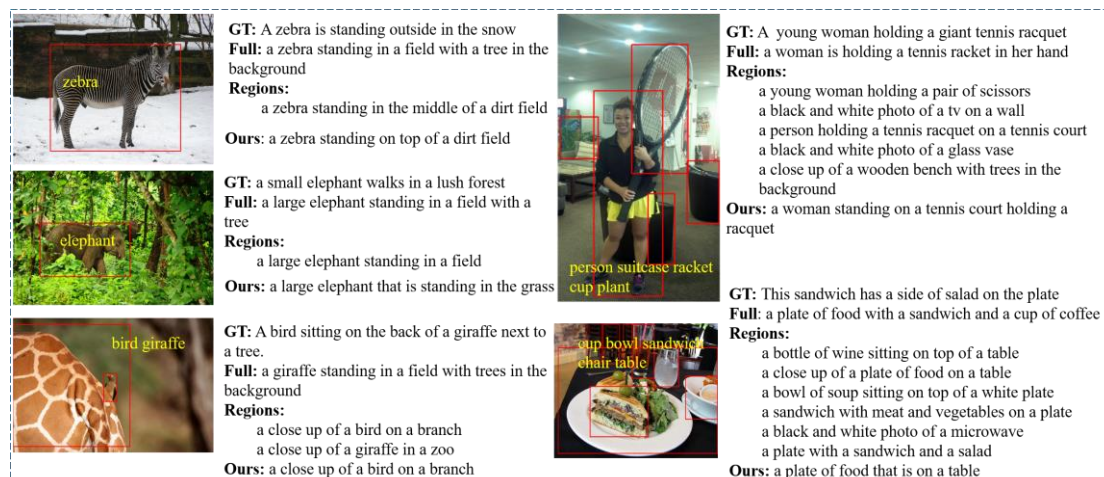 GT: A zebra is standing outside in the snow
Full: a zebra standing in a field with a tree in the
background
Regions:
a zebra standing in the middle of a dirt field
Ours: a zebra standing on top of a dirt field
zebra
GT: a small elephant walks in a lush forest
Full: a large elephant standing in a field with a
tree
Regions:
a large elephant standing in a field
Ours: a large elephant that is standing in the grass
elephant
GT: A bird sitting on the back of a giraffe next to
a tree.
Full: a giraffe standing in a field with trees in the
background
Regions:
a close up of a bird on a branch
a close up of a giraffe in a zoo
Ours: a close up of a bird on a branch
bird giraffe
GT: A young woman holding a giant tennis racquet
Full: a woman is holding a tennis racket in her hand
Regions:
a young woman holding a pair of scissors
a black and white photo of a tv on a wall
a person holding a tennis racquet on a tennis court
a black and white photo of a glass vase
a close up of a wooden bench with trees in the
background
Ours: a woman standing on a tennis court holding a
racquet
person suitcase racket
cup plant
GT: This sandwich has a side of salad on the plate
Full: a plate of food with a sandwich and a cup of coffee
Regions:
a bottle of wine sitting on top of a table
a close up of a plate of food on a table
a bowl of soup sitting on top of a white plate
a sandwich with meat and vegetables on a plate
a black and white photo of a microwave
a plate with a sandwich and a salad
Ours: a plate of food that is on a table
cup bowl sandwich
chair table